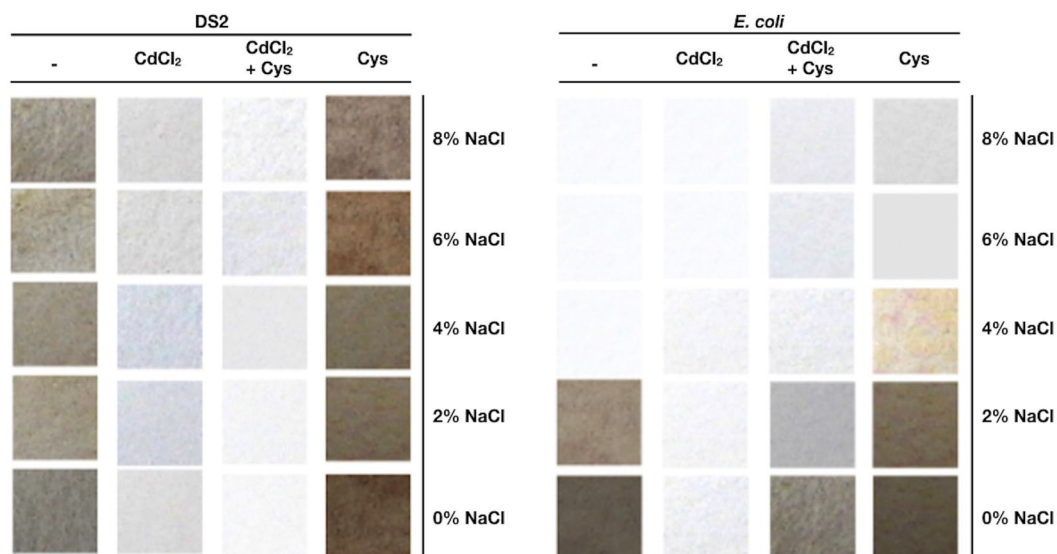 DS2
- CdCl₂ CdCl₂ + Cys Cys
8% NaCl
6% NaCl
4% NaCl
2% NaCl
0% NaCl
E. coli
- CdCl₂ CdCl₂ + Cys Cys
8% NaCl
6% NaCl
4% NaCl
2% NaCl
0% NaCl